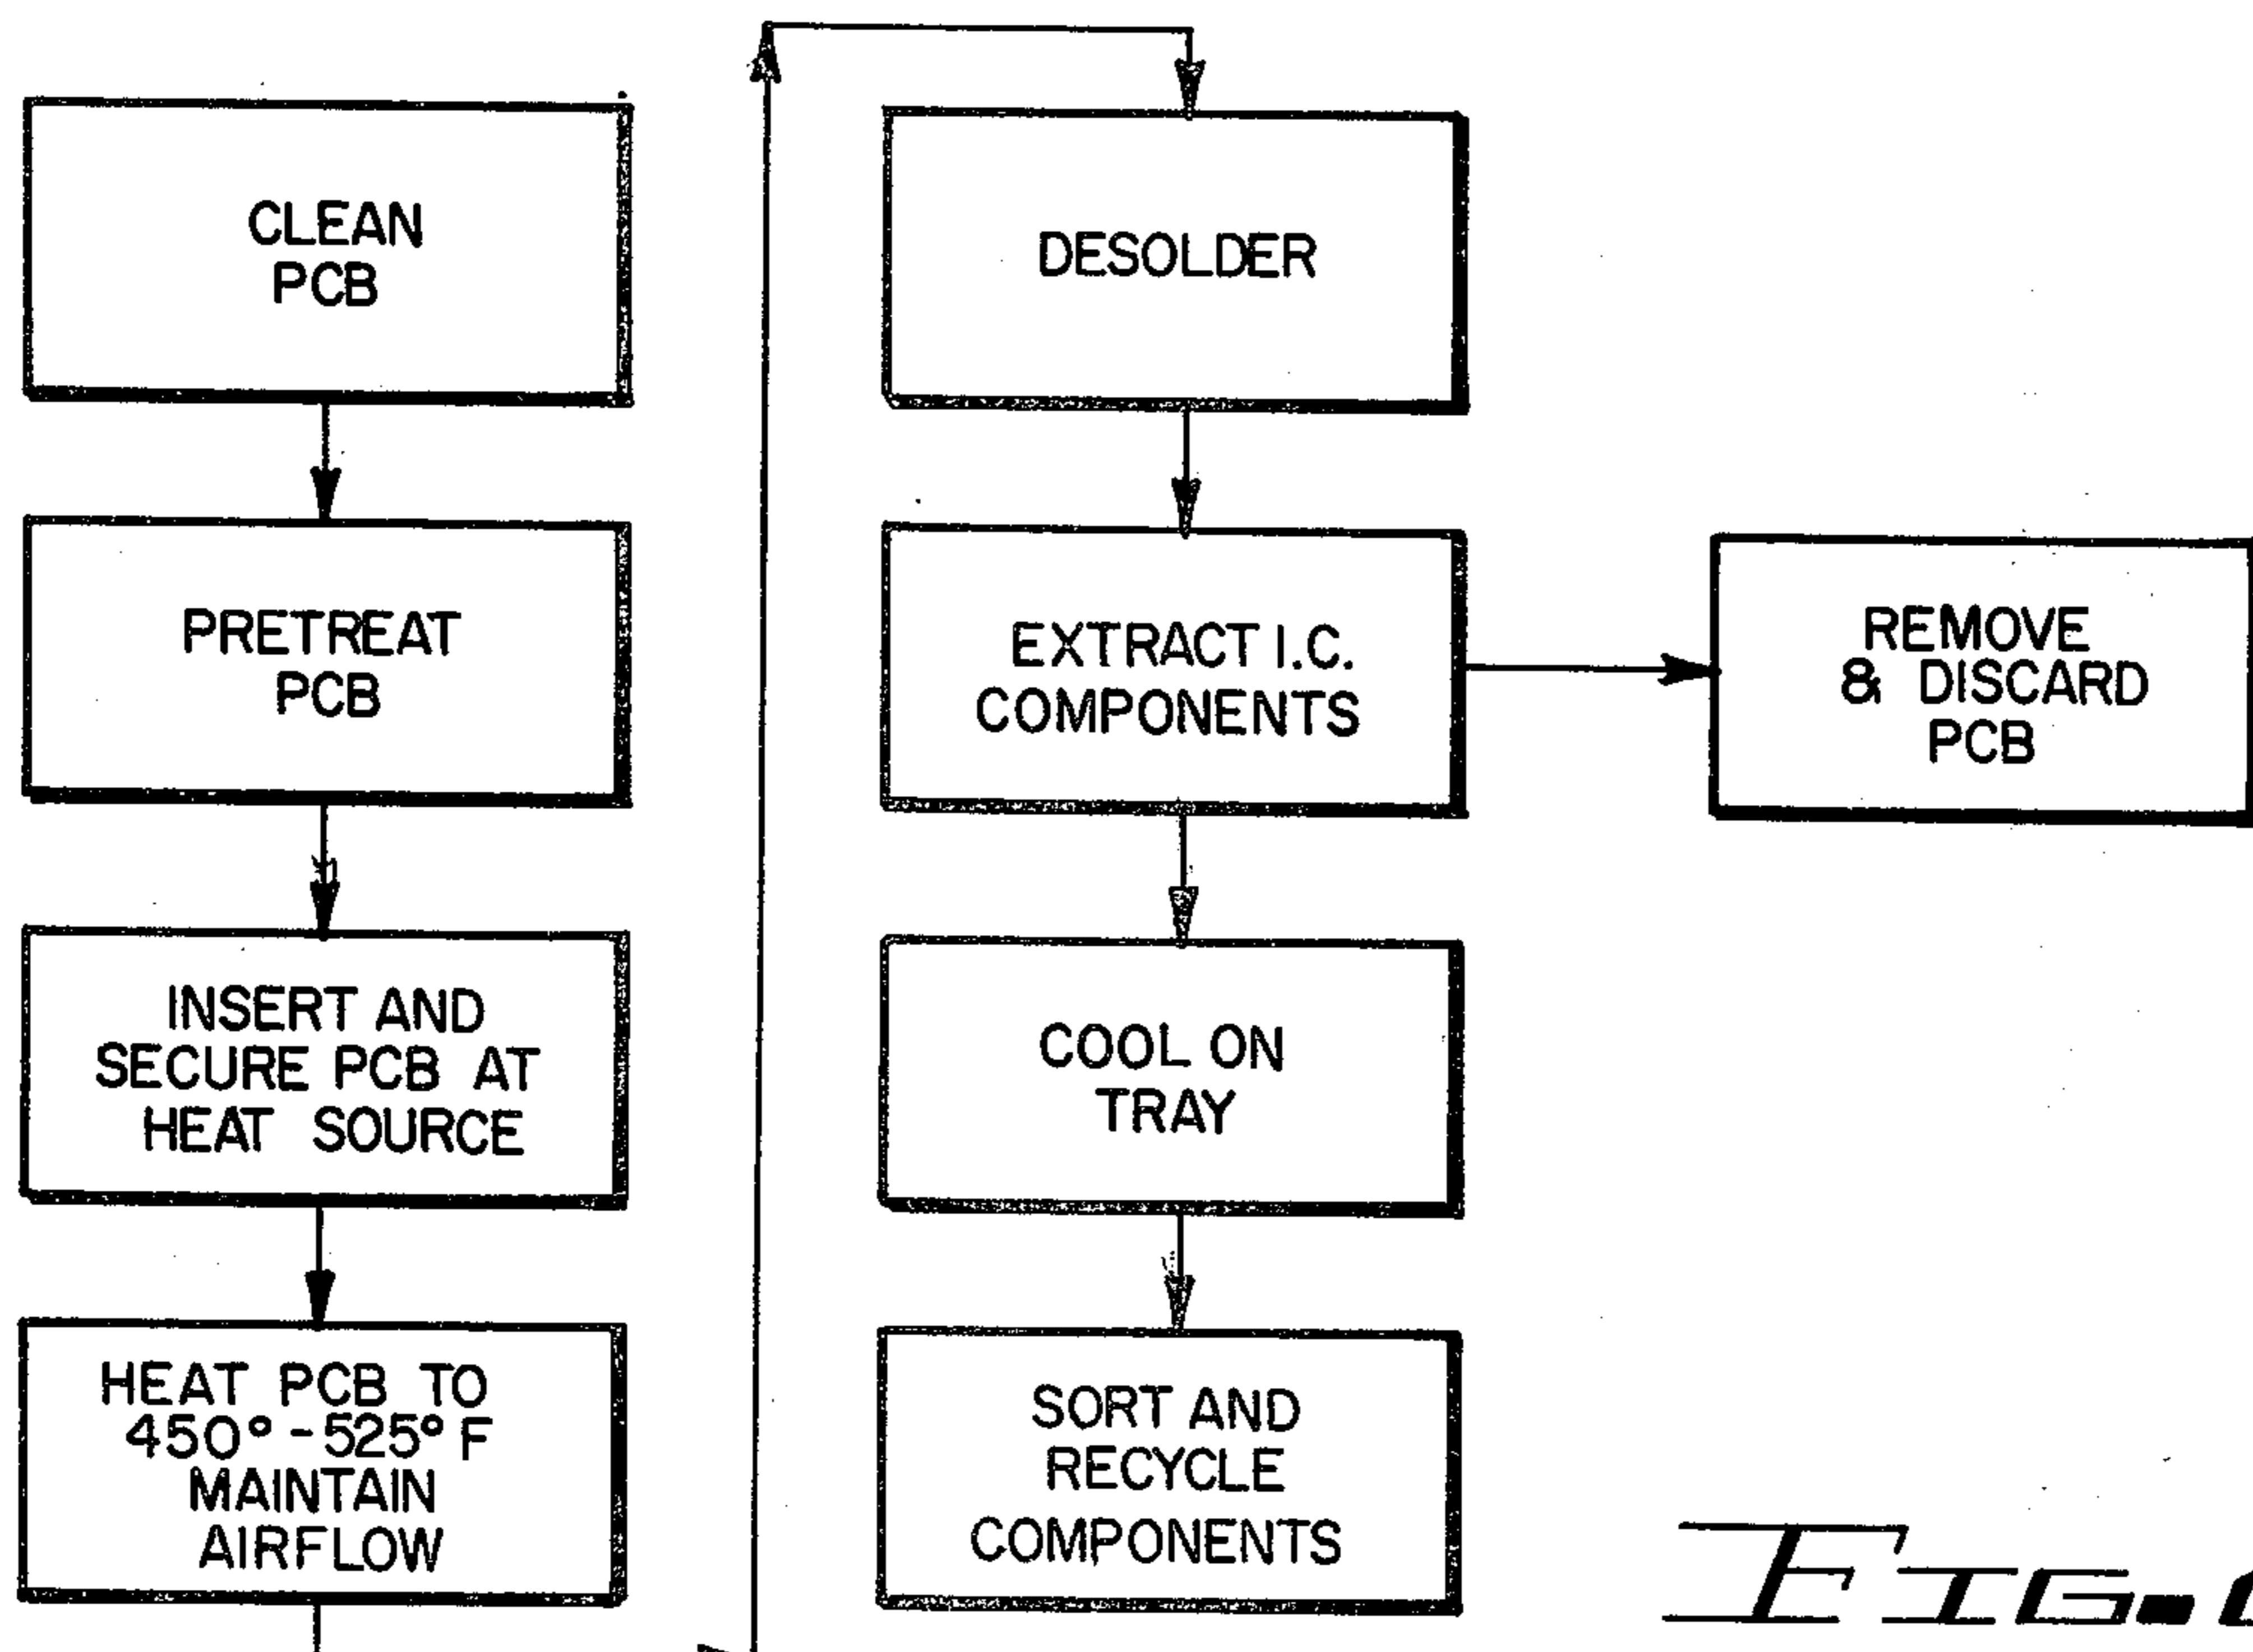 CLEAN
PCB
PRETREAT
PCB
INSERT AND
SECURE PCB AT
HEAT SOURCE
HEAT PCB TO
450° - 525° F
MAINTAIN
AIRFLOW
DESOLDER
EXTRACT I.C.
COMPONENTS
REMOVE
& DISCARD
PCB
COOL ON
TRAY
SORT AND
RECYCLE
COMPONENTS
FIG.